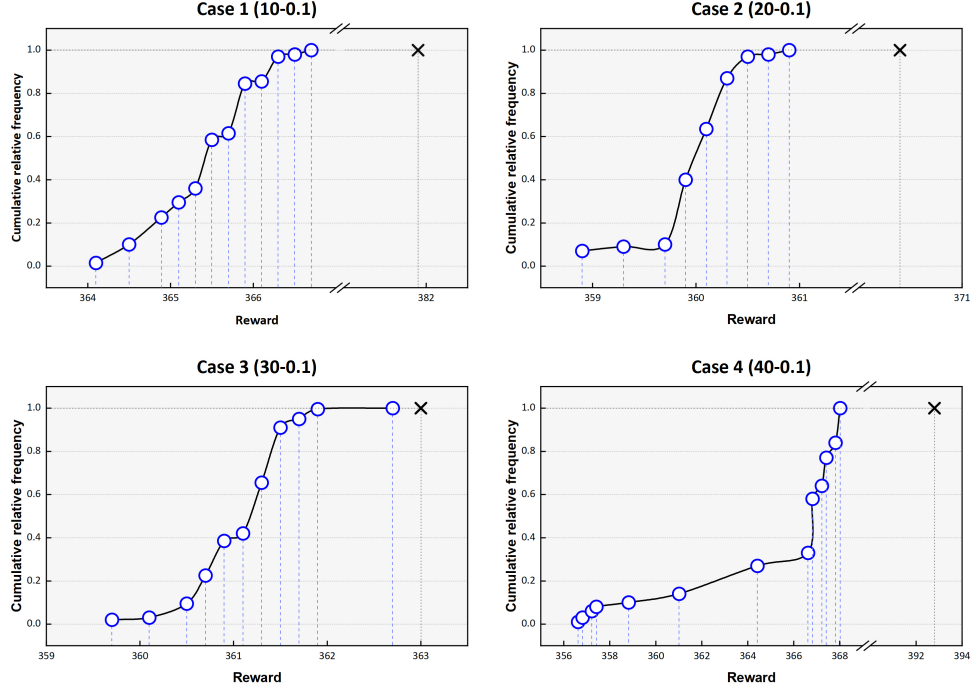 Case 1 (10-0.1)
Cumulative relative frequency
1.0
0.8
0.6
0.4
0.2
0.0
364 365 366 382
Reward
Case 2 (20-0.1)
Cumulative relative frequency
1.0
0.8
0.6
0.4
0.2
0.0
359 360 361 371
Reward
Case 3 (30-0.1)
Cumulative relative frequency
1.0
0.8
0.6
0.4
0.2
0.0
359 360 361 362 363
Reward
Case 4 (40-0.1)
Cumulative relative frequency
1.0
0.8
0.6
0.4
0.2
0.0
356 358 360 362 364 366 368 392 394
Reward